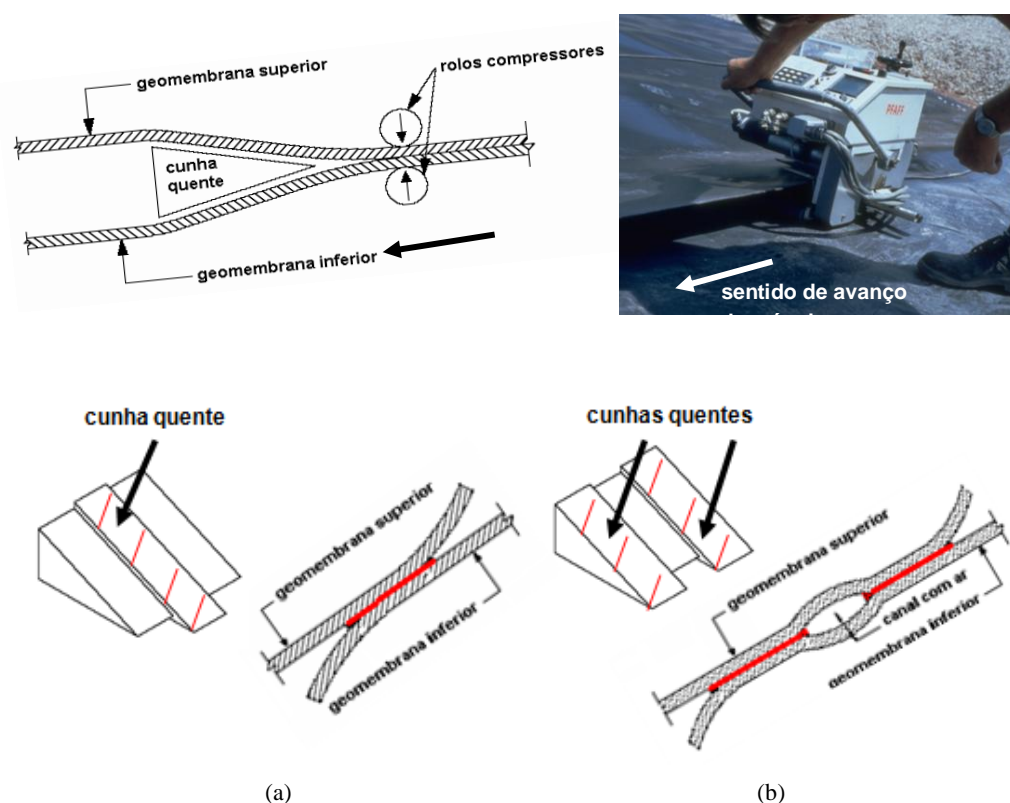 geomembrana superior
rolos compressores
cunha
quente
geomembrana inferior
PFAFF
sentido de avanço
cunha quente
geomembrana superior
geomembrana inferior
cunhas quentes
geomembrana superior
canal com ar
geomembrana inferior
(a)
(b)